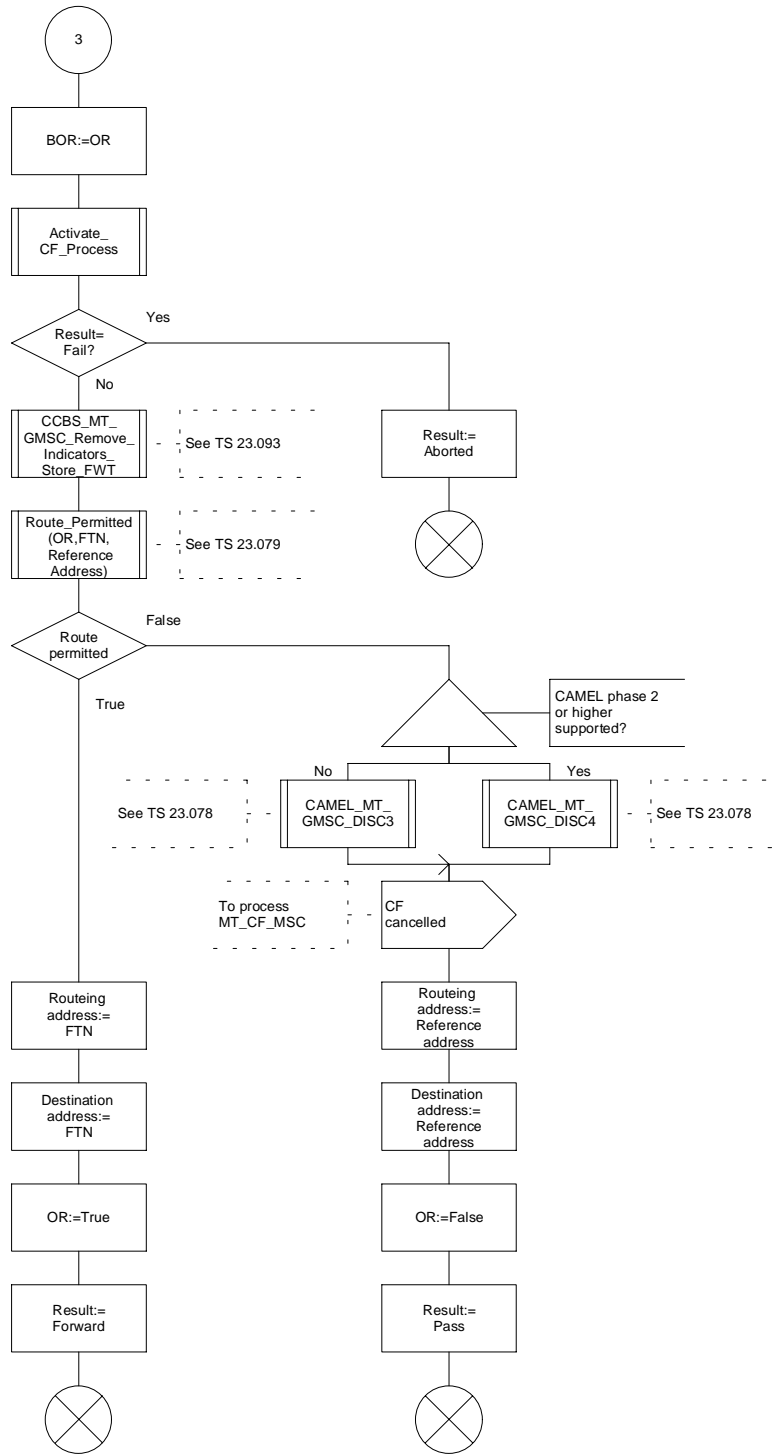 3
BOR:=OR
Activate_
CF_Process
Yes
Result=
Fail?
No
CCBS_MT_
GMSC_Remove_
Indicators_
Store_FWT
See TS 23.093
Result:=
Aborted
Route_Permitted
(OR,FTN,
Reference
Address)
See TS 23.079
False
Route
permitted
True
CAMEL phase 2
or higher
supported?
No
Yes
See TS 23.078
CAMEL_MT_
GMSC_DISC3
CAMEL_MT_
GMSC_DISC4
See TS 23.078
To process
MT_CF_MSC
CF
cancelled
Routeing
address:=
FTN
Routeing
address:=
Reference
address
Destination
address:=
FTN
Destination
address:=
Reference
address
OR:=True
OR:=False
Result:=
Forward
Result:=
Pass